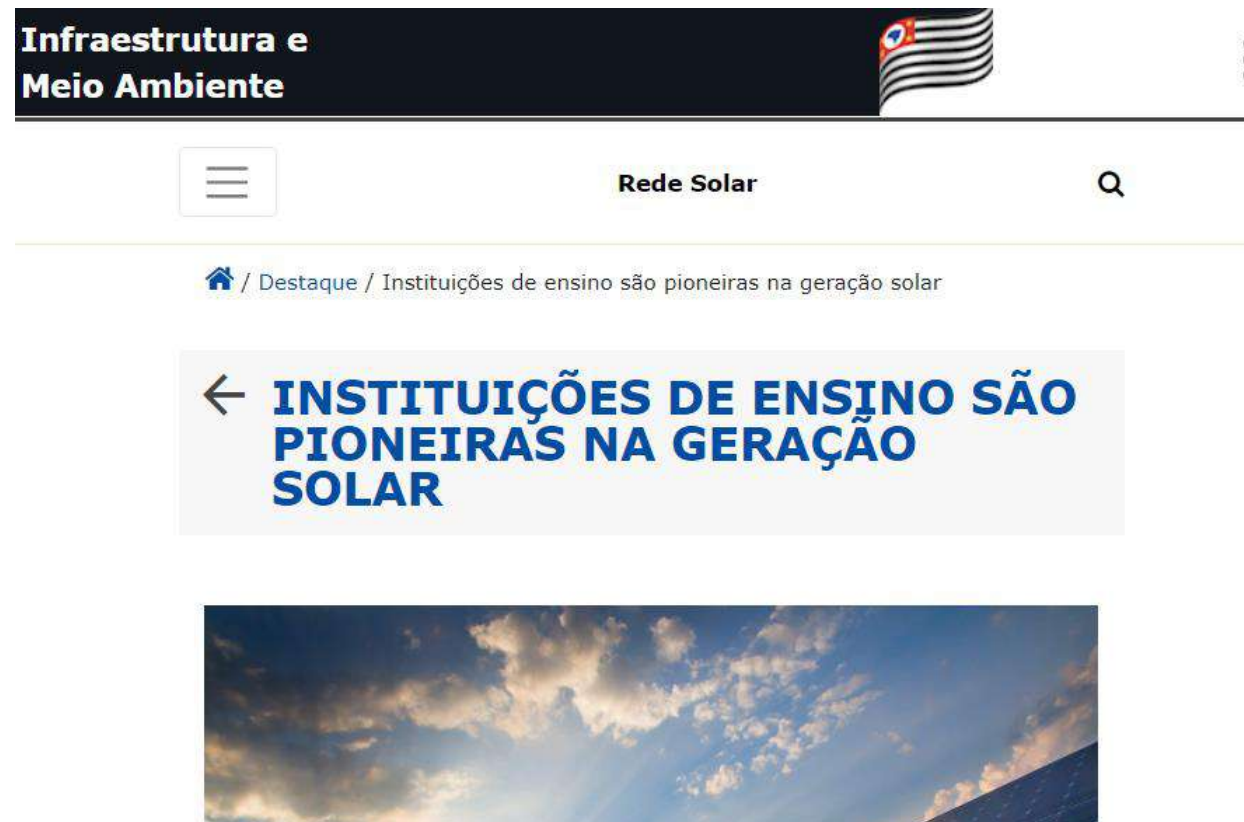 Infraestrutura e
Meio Ambiente
Rede Solar
/ Destaque / Instituições de ensino são pioneiras na geração solar
INSTITUIÇÕES DE ENSINO SÃO
PIONEIRAS NA GERAÇÃO
SOLAR